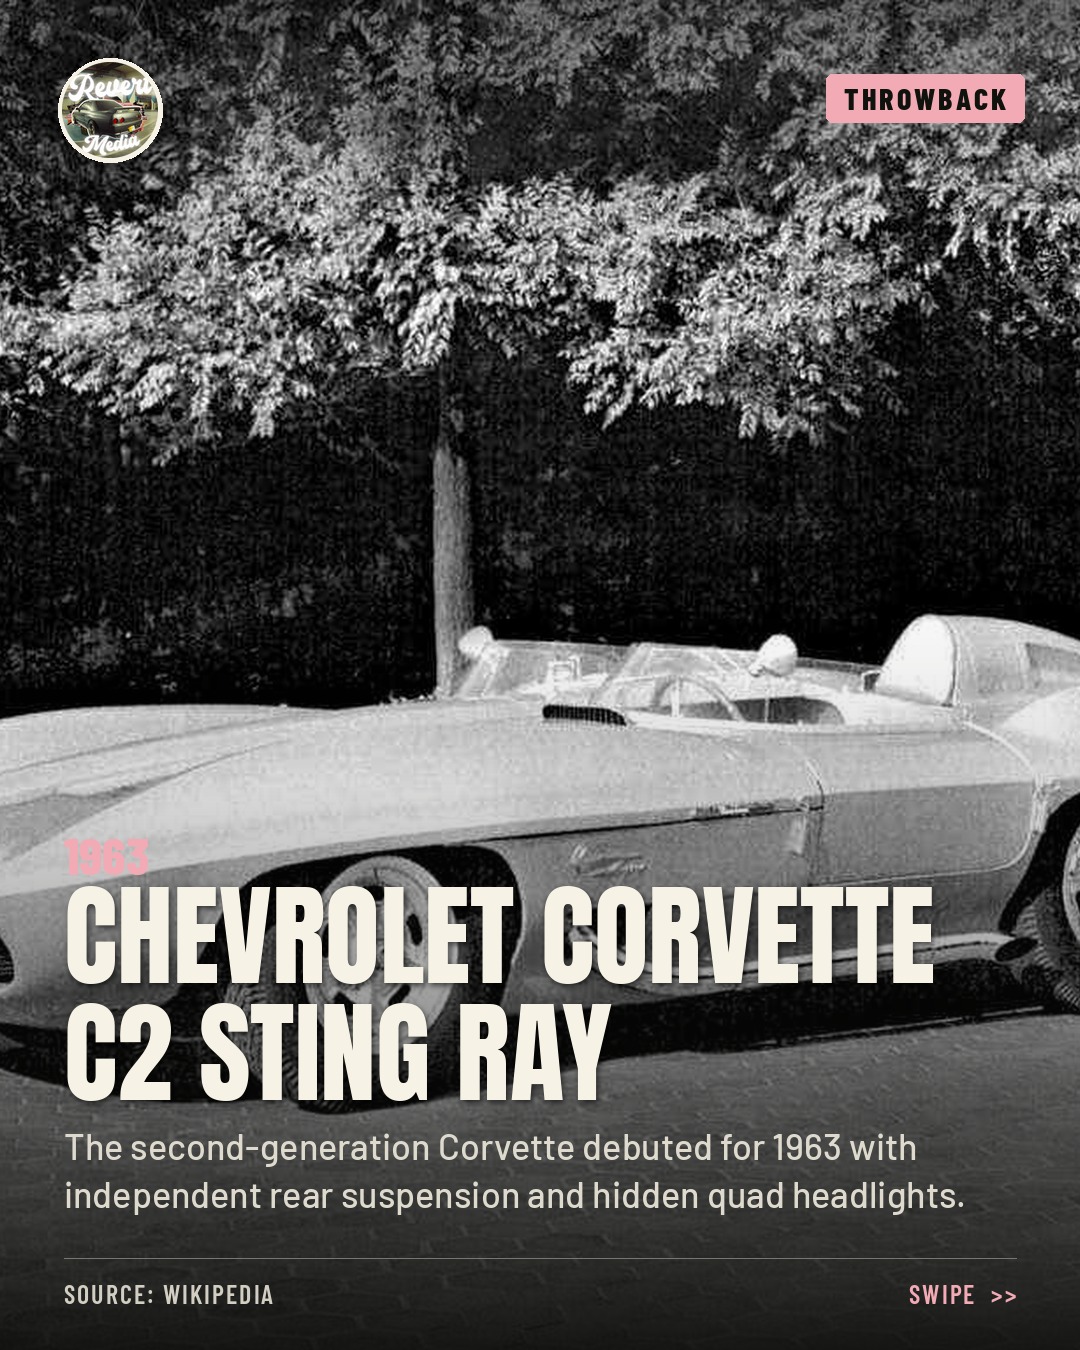 Revert
Media
THROWBACK
1963
CHEVROLET CORVETTE
C2 STING RAY
The second-generation Corvette debuted for 1963 with
independent rear suspension and hidden quad headlights.
SOURCE: WIKIPEDIA
SWIPE >>